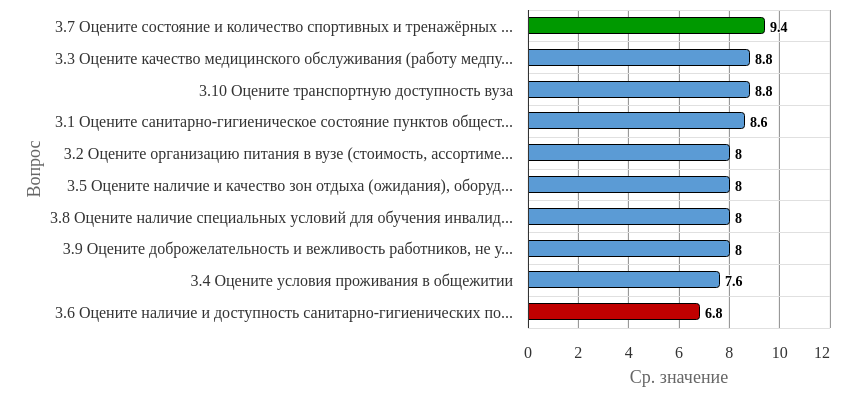 3.7 Оцените состояние и количество спортивных и тренажёрных ... 9.4
3.3 Оцените качество медицинского обслуживания (работу медпу... 8.8
3.10 Оцените транспортную доступность вуза 8.8
3.1 Оцените санитарно-гигиеническое состояние пунктов общест... 8.6
3.2 Оцените организацию питания в вузе (стоимость, ассортиме... 8
3.5 Оцените наличие и качество зон отдыха (ожидания), оборуд... 8
3.8 Оцените наличие специальных условий для обучения инвалид... 8
3.9 Оцените доброжелательность и вежливость работников, не у... 8
3.4 Оцените условия проживания в общежитии 7.6
3.6 Оцените наличие и доступность санитарно-гигиенических по... 6.8
Вопрос
0 2 4 6 8 10 12
Ср. значение